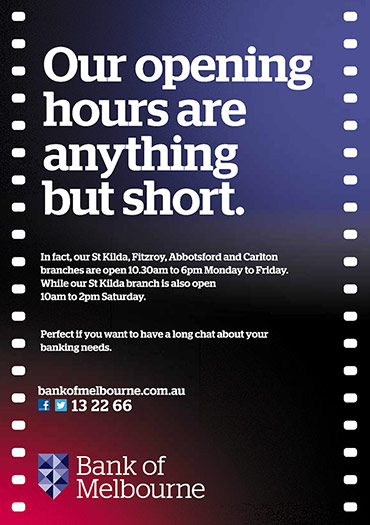 Our opening
hours are
anything
but short.
In fact, our St Kilda, Fitzroy, Abbotsford and Carlton
branches are open 10.30am to 6pm Monday to Friday.
While our St Kilda branch is also open
10am to 2pm Saturday.
Perfect if you want to have a long chat about your
banking needs.
bankofmelbourne.com.au
13 22 66
Bank of
Melbourne